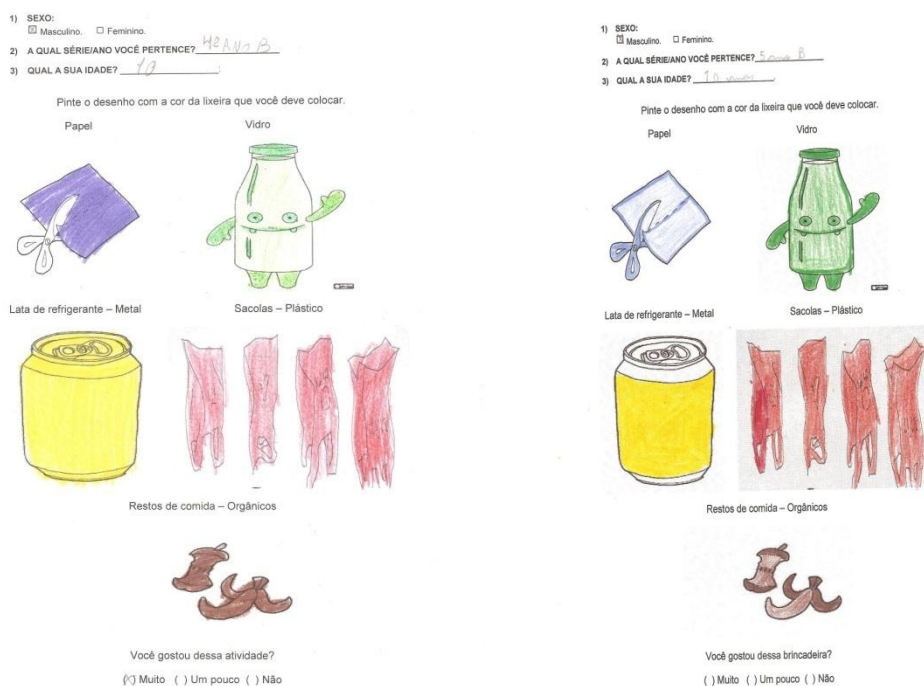 1) SEXO:
☒ Masculino. ☐ Feminino.
2) A QUAL SÉRIE/ANO VOCÊ PERTENCE? 4º ANO B
3) QUAL A SUA IDADE? 10
Pinte o desenho com a cor da lixeira que você deve colocar.
Papel Vidro
Lata de refrigerante – Metal Sacolas – Plástico
Restos de comida – Orgânicos
Você gostou dessa atividade?
(X) Muito ( ) Um pouco ( ) Não
1) SEXO:
☒ Masculino. ☐ Feminino.
2) A QUAL SÉRIE/ANO VOCÊ PERTENCE? 5 ano B
3) QUAL A SUA IDADE? 10 anos
Pinte o desenho com a cor da lixeira que você deve colocar.
Papel Vidro
Lata de refrigerante – Metal Sacolas – Plástico
Restos de comida – Orgânicos
Você gostou dessa brincadeira?
( ) Muito ( ) Um pouco ( ) Não